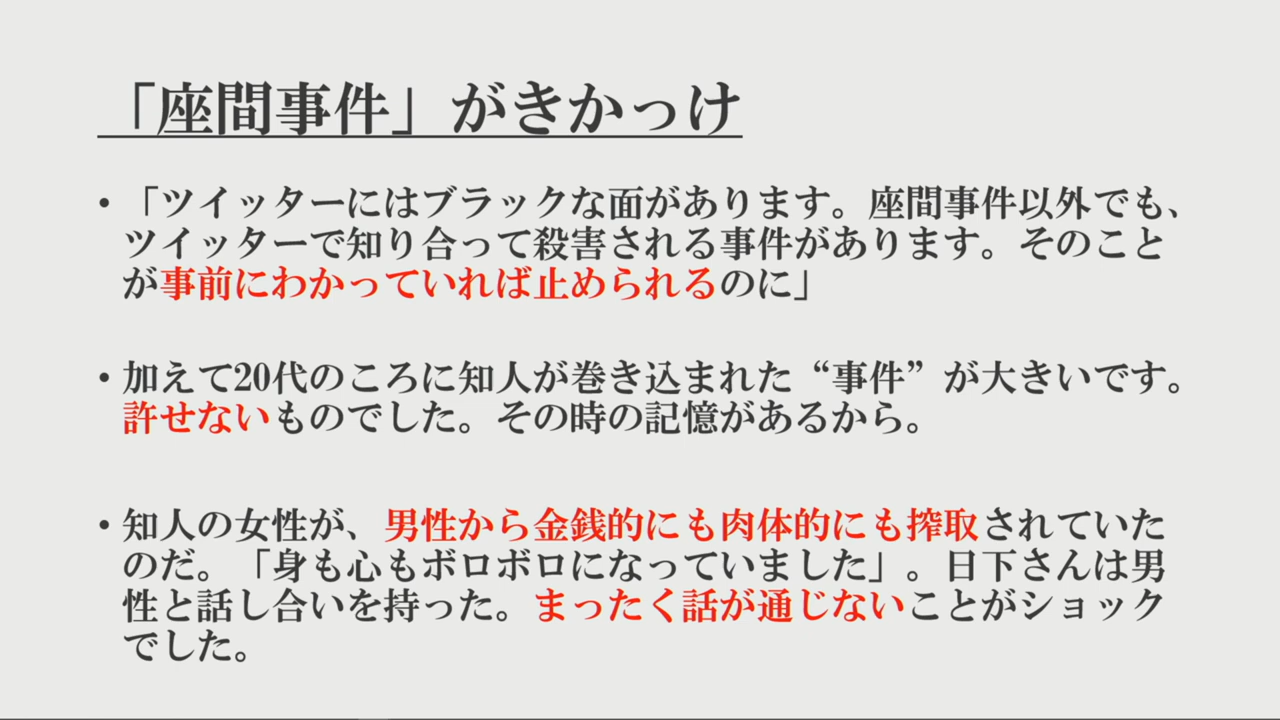 「座間事件」がきかっけ
• 「ツイッターにはブラックな面があります。座間事件以外でも、
ツイッターで知り合って殺害される事件があります。そのこと
が事前にわかっていれば止められるのに」
• 加えて20代のころに知人が巻き込まれた“事件”が大きいです。
許せないものでした。その時の記憶があるから。
• 知人の女性が、男性から金銭的にも肉体的にも搾取されていた
のだ。「身も心もボロボロになっていました」。日下さんは男
性と話し合いを持った。まったく話が通じないことがショック
でした。